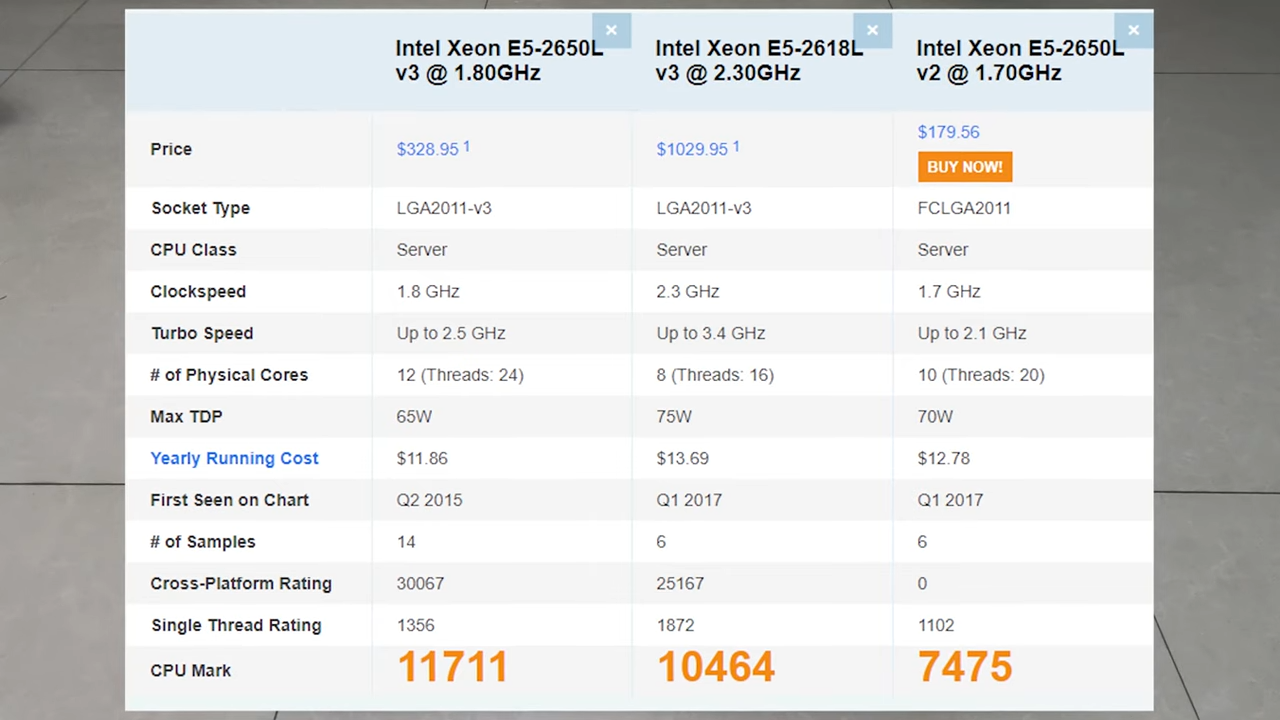 Intel Xeon E5-2650L v3 @ 1.80GHz
Intel Xeon E5-2618L v3 @ 2.30GHz
Intel Xeon E5-2650L v2 @ 1.70GHz
Price $328.95 1 $1029.95 1 $179.56
BUY NOW!
Socket Type LGA2011-v3 LGA2011-v3 FCLGA2011
CPU Class Server Server Server
Clockspeed 1.8 GHz 2.3 GHz 1.7 GHz
Turbo Speed Up to 2.5 GHz Up to 3.4 GHz Up to 2.1 GHz
# of Physical Cores 12 (Threads: 24) 8 (Threads: 16) 10 (Threads: 20)
Max TDP 65W 75W 70W
Yearly Running Cost $11.86 $13.69 $12.78
First Seen on Chart Q2 2015 Q1 2017 Q1 2017
# of Samples 14 6 6
Cross-Platform Rating 30067 25167 0
Single Thread Rating 1356 1872 1102
CPU Mark 11711 10464 7475